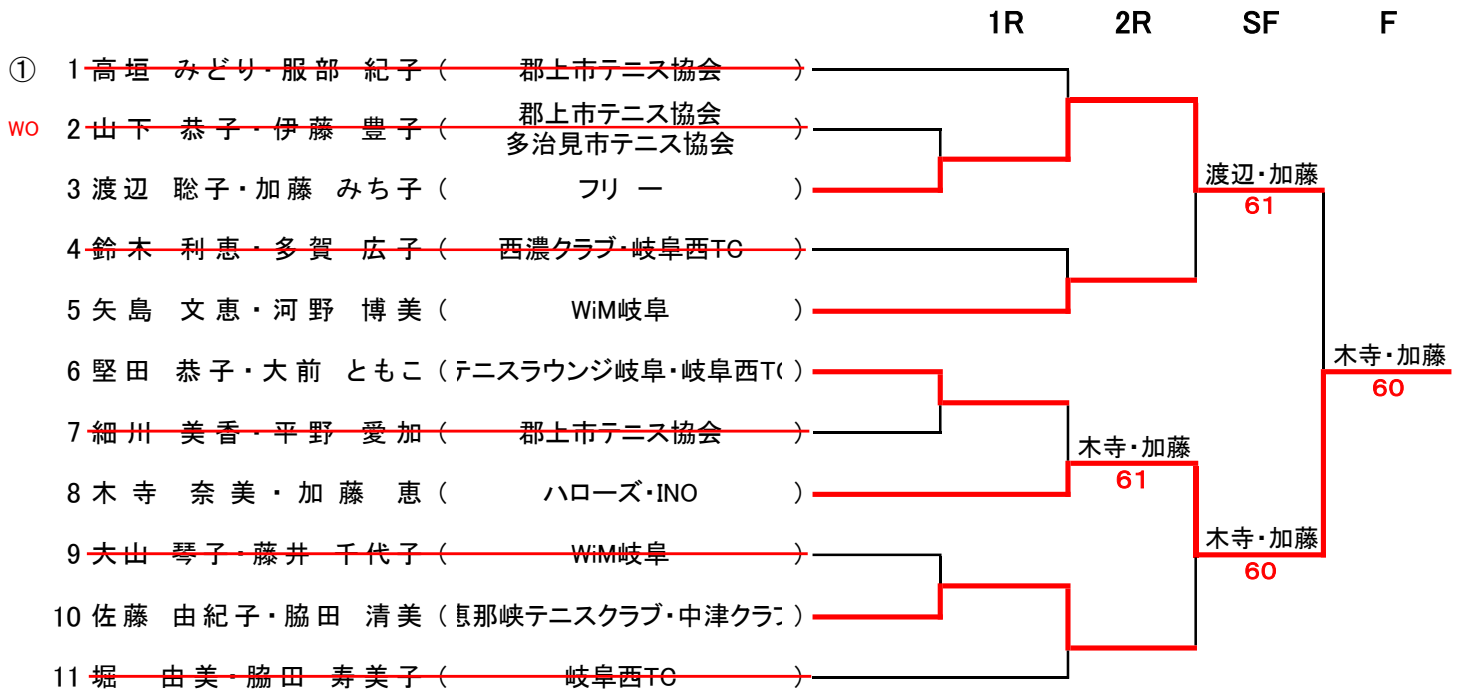 1R 2R SF F
① 1 高垣 みどり・服部 紀子 ( 郡上市テニス協会 )
郡上市テニス協会
WO 2 山下 恭子・伊藤 豊子 ( )
多治見市テニス協会
3 渡辺 聡子・加藤 みち子 ( フリー )
渡辺・加藤
61
4 鈴木 利恵・多賀 広子 ( 西濃クラブ・岐阜西TC )
5 矢島 文恵・河野 博美 ( WiM岐阜 )
6 堅田 恭子・大前 ともこ ( テニスラウンジ岐阜・岐阜西T( )
木寺・加藤
60
7 細川 美香・平野 愛加 ( 郡上市テニス協会 )
木寺・加藤
61
8 木寺 奈美・加藤 恵 ( ハローズ・INO )
9 大山 琴子・藤井 千代子 ( WiM岐阜 )
木寺・加藤
60
10 佐藤 由紀子・脇田 清美 ( 恵那峡テニスクラブ・中津クラブ )
11 堀 由美・脇田 寿美子 ( 岐阜西TC )